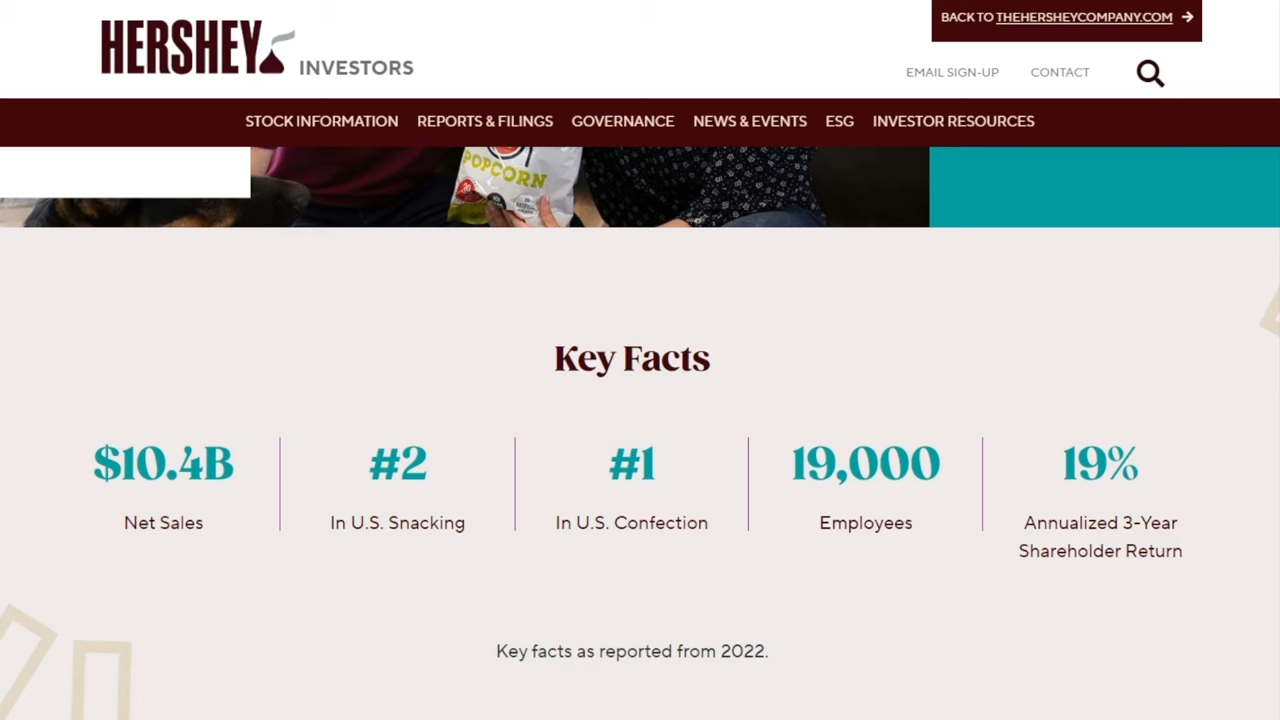 BACK TO THEHERSHEYCOMPANY.COM
HERSHEY
INVESTORS
EMAIL SIGN-UP CONTACT
STOCK INFORMATION REPORTS & FILINGS GOVERNANCE NEWS & EVENTS ESG INVESTOR RESOURCES
POPCORN
Key Facts
$10.4B
Net Sales
#2
In U.S. Snacking
#1
In U.S. Confection
19,000
Employees
19%
Annualized 3-Year
Shareholder Return
Key facts as reported from 2022.